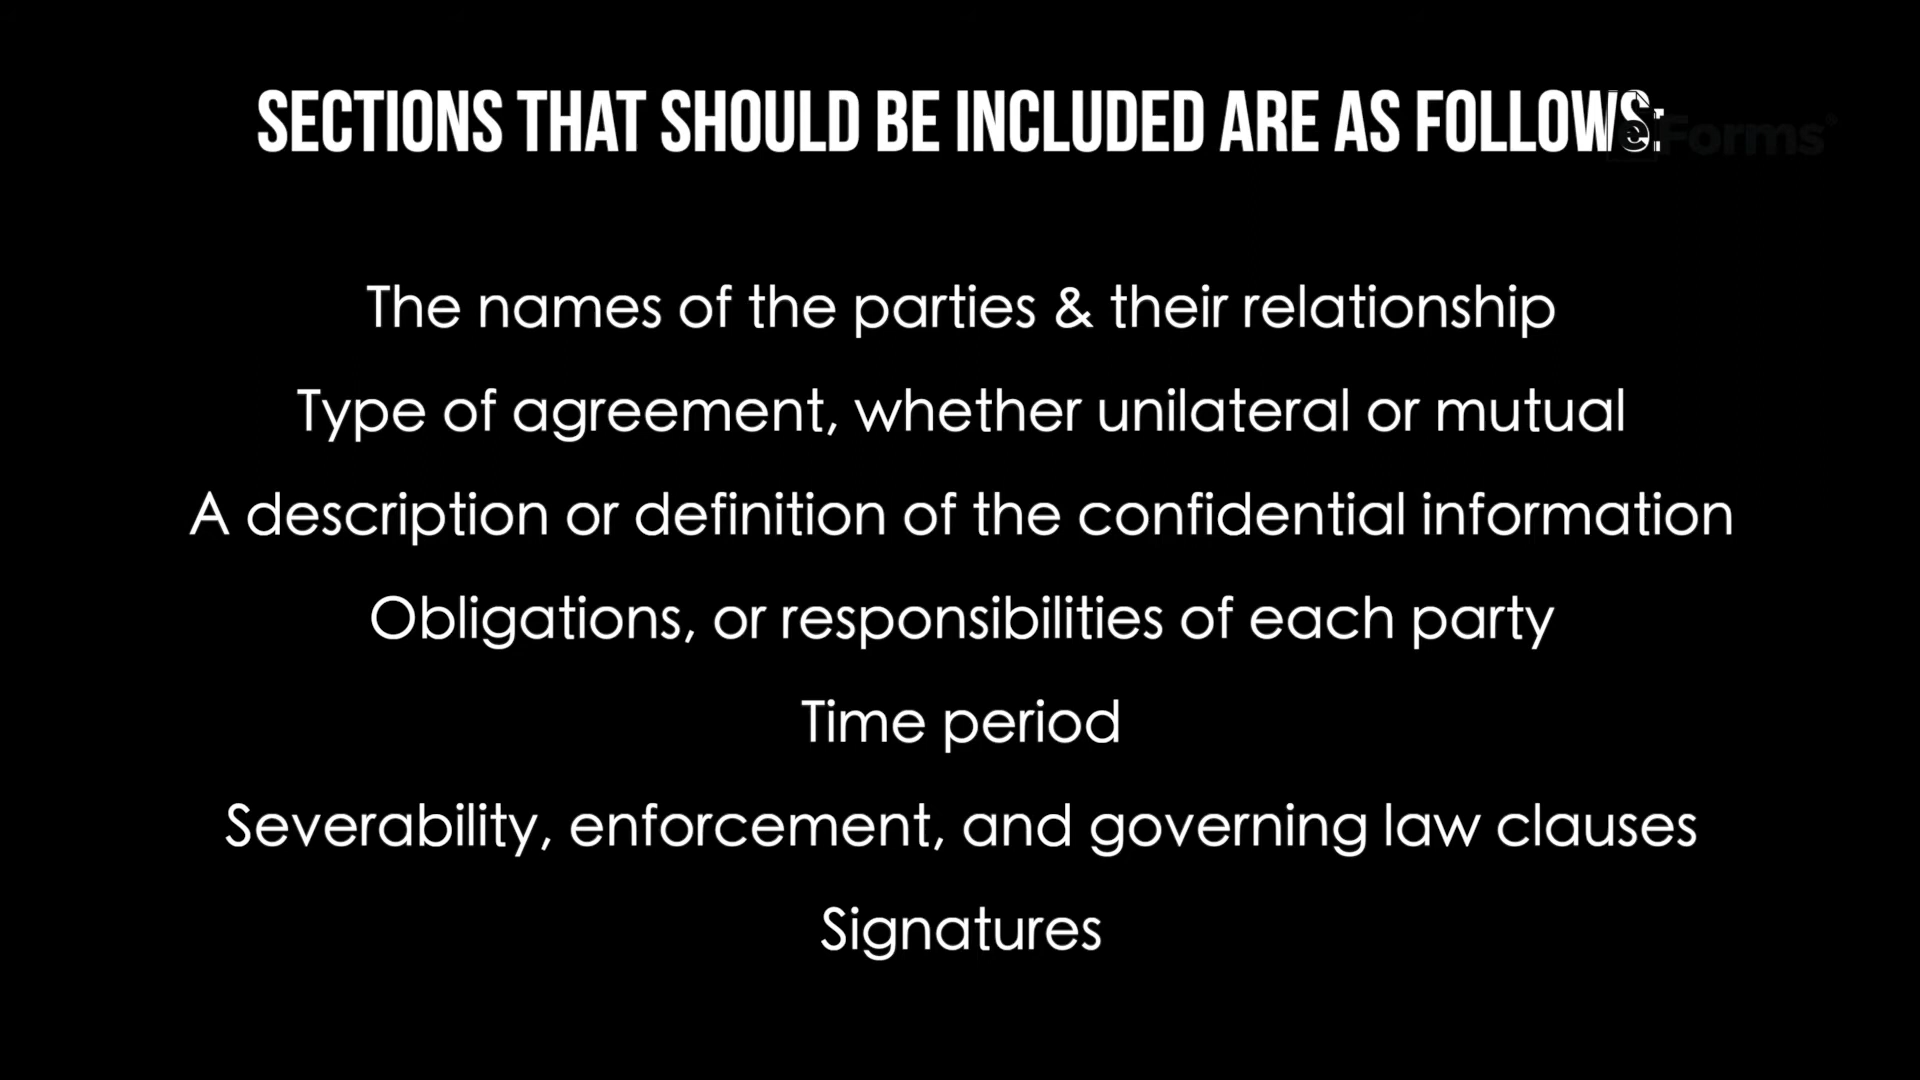 SECTIONS THAT SHOULD BE INCLUDED ARE AS FOLLOWS:
eForms®
The names of the parties & their relationship
Type of agreement, whether unilateral or mutual
A description or definition of the confidential information
Obligations, or responsibilities of each party
Time period
Severability, enforcement, and governing law clauses
Signatures